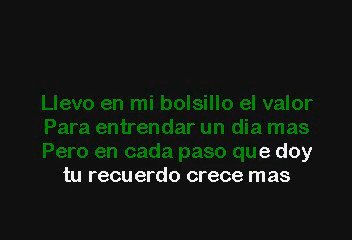 Llevo en mi bolsillo el valor
Para entrendar un dia mas
Pero en cada paso que doy
tu recuerdo crece mas